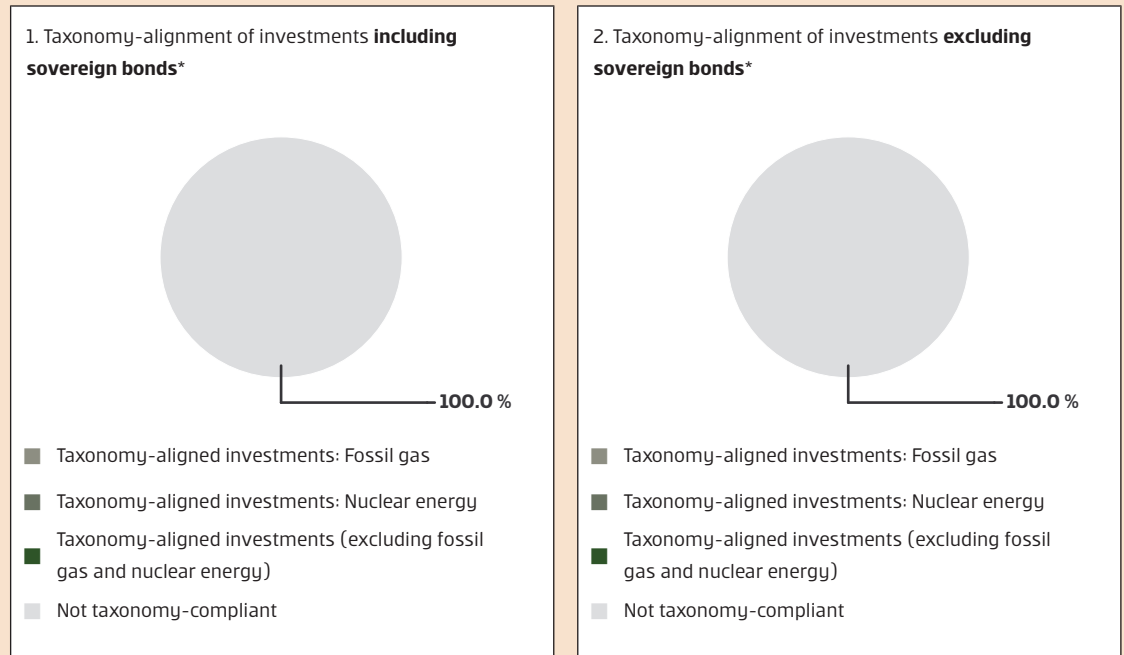 1. Taxonomy-alignment of investments including
sovereign bonds*
100.0 %
Taxonomy-aligned investments: Fossil gas
Taxonomy-aligned investments: Nuclear energy
Taxonomy-aligned investments (excluding fossil
gas and nuclear energy)
Not taxonomy-compliant
2. Taxonomy-alignment of investments excluding
sovereign bonds*
100.0 %
Taxonomy-aligned investments: Fossil gas
Taxonomy-aligned investments: Nuclear energy
Taxonomy-aligned investments (excluding fossil
gas and nuclear energy)
Not taxonomy-compliant